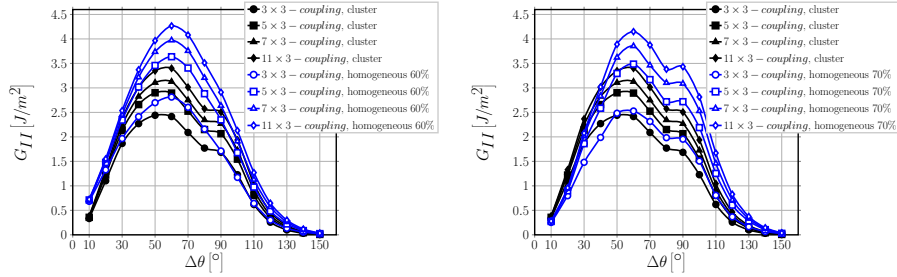 3 × 3 − coupling, cluster
5 × 3 − coupling, cluster
7 × 3 − coupling, cluster
11 × 3 − coupling, cluster
3 × 3 − coupling, homogeneous 60%
5 × 3 − coupling, homogeneous 60%
7 × 3 − coupling, homogeneous 60%
11 × 3 − coupling, homogeneous 60%
4.5
4
3.5
3
2.5
2
1.5
1
0.5
0
G_{II} [J/m²]
0 10 30 50 70 90 110 130 150
Δθ [°]
3 × 3 − coupling, cluster
5 × 3 − coupling, cluster
7 × 3 − coupling, cluster
11 × 3 − coupling, cluster
3 × 3 − coupling, homogeneous 70%
5 × 3 − coupling, homogeneous 70%
7 × 3 − coupling, homogeneous 70%
11 × 3 − coupling, homogeneous 70%
4.5
4
3.5
3
2.5
2
1.5
1
0.5
0
G_{II} [J/m²]
0 10 30 50 70 90 110 130 150
Δθ [°]